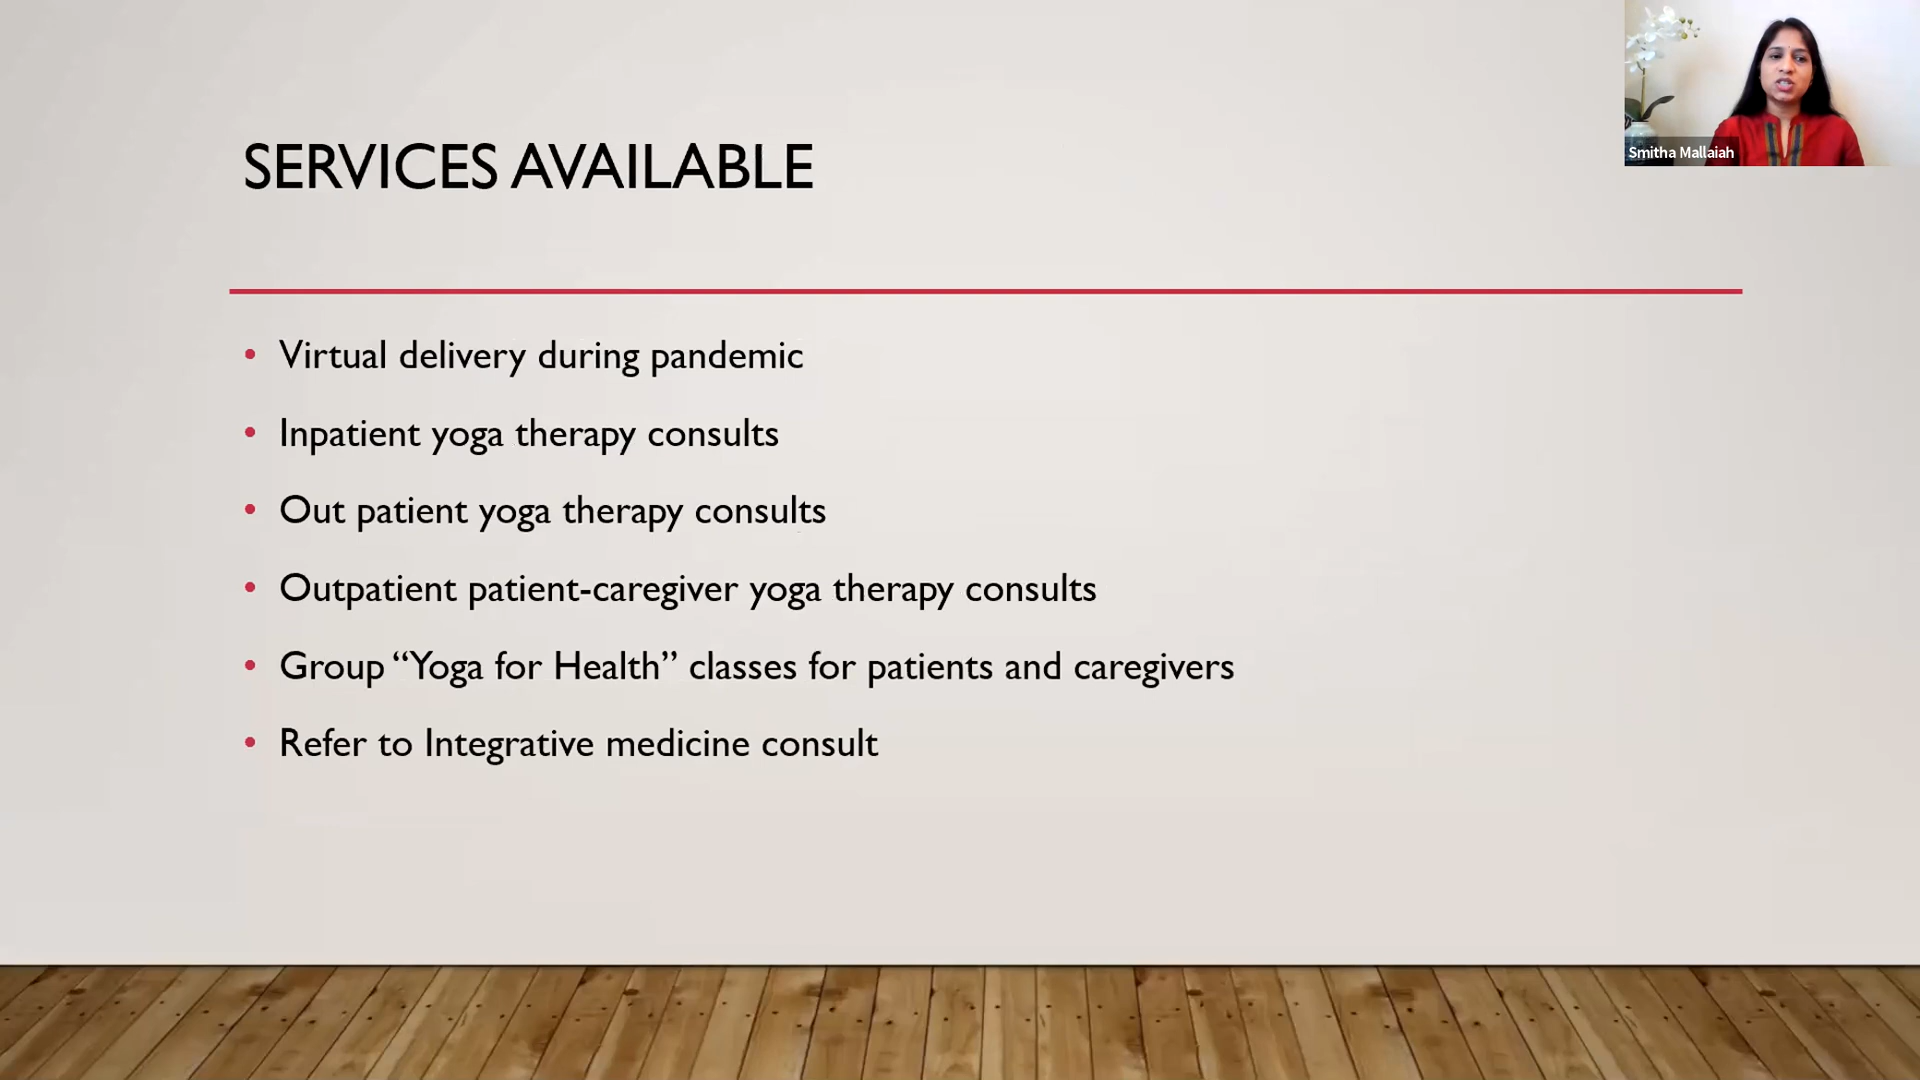 SERVICES AVAILABLE
Smitha Mallaiah
• Virtual delivery during pandemic
• Inpatient yoga therapy consults
• Out patient yoga therapy consults
• Outpatient patient-caregiver yoga therapy consults
• Group “Yoga for Health” classes for patients and caregivers
• Refer to Integrative medicine consult